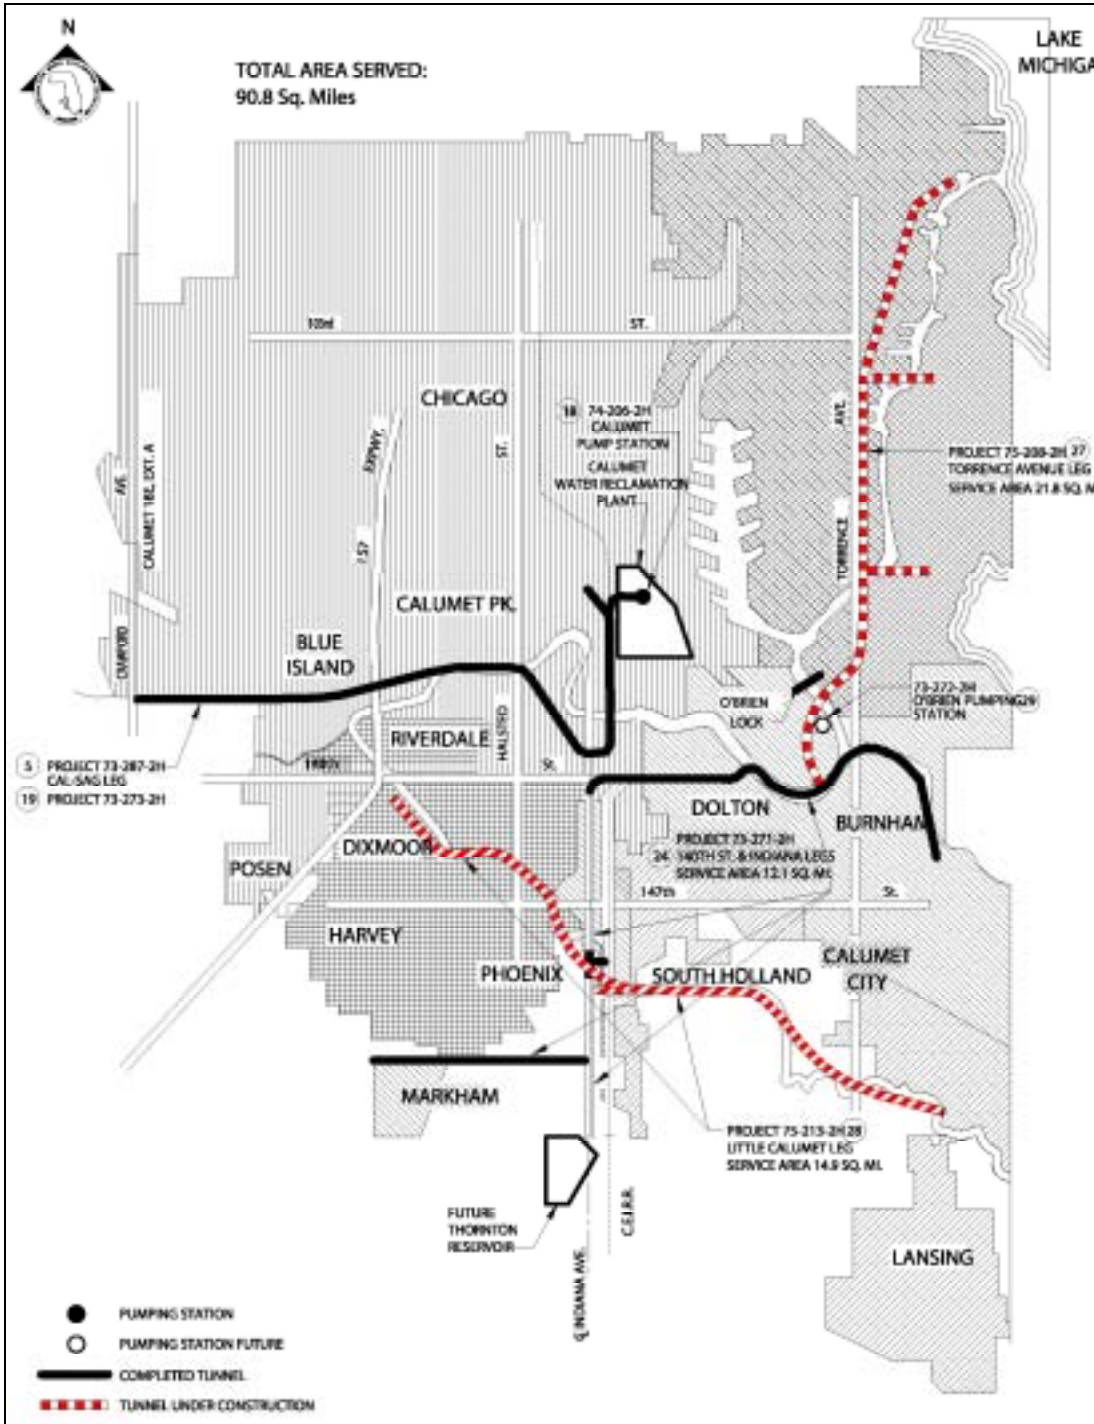 N
TOTAL AREA SERVED:
90.8 Sq. Miles
LAKE
MICHIGA
103rd ST.
CHICAGO
18 74-206-2H
CALUMET
PUMP STATION
CALUMET
WATER RECLAMATION
PLANT
EXPWY.
I 57
ST.
AVE.
CALUMET 18E, EXT. A
CRAWFORD
AVE.
TORRENCE
PROJECT 75-208-2H 27
TORRENCE AVENUE LEG
SERVICE AREA 21.8 SQ. M
CALUMET PK.
BLUE
ISLAND
O'BRIEN
LOCK
73-272-2H
O'BRIEN PUMPING 29
STATION
HALSTED
RIVERDALE
St.
5 PROJECT 73-287-2H
CAL-SAG LEG
19 PROJECT 73-273-2H
DOLTON
BURNHAM
DIXMOOR
POSEN
PROJECT 73-271-2H
24 140TH ST. & INDIANA LEGS
SERVICE AREA 12.1 SQ. MI.
147th St.
HARVEY
PHOENIX
SOUTH HOLLAND
CALUMET
CITY
MARKHAM
PROJECT 75-213-2H 28
LITTLE CALUMET LEG
SERVICE AREA 14.9 SQ. MI.
FUTURE
THORNTON
RESERVOIR
INDIANA AVE.
C.E.I.R.R.
LANSING
PUMPING STATION
PUMPING STATION FUTURE
COMPLETED TUNNEL
TUNNEL UNDER CONSTRUCTION